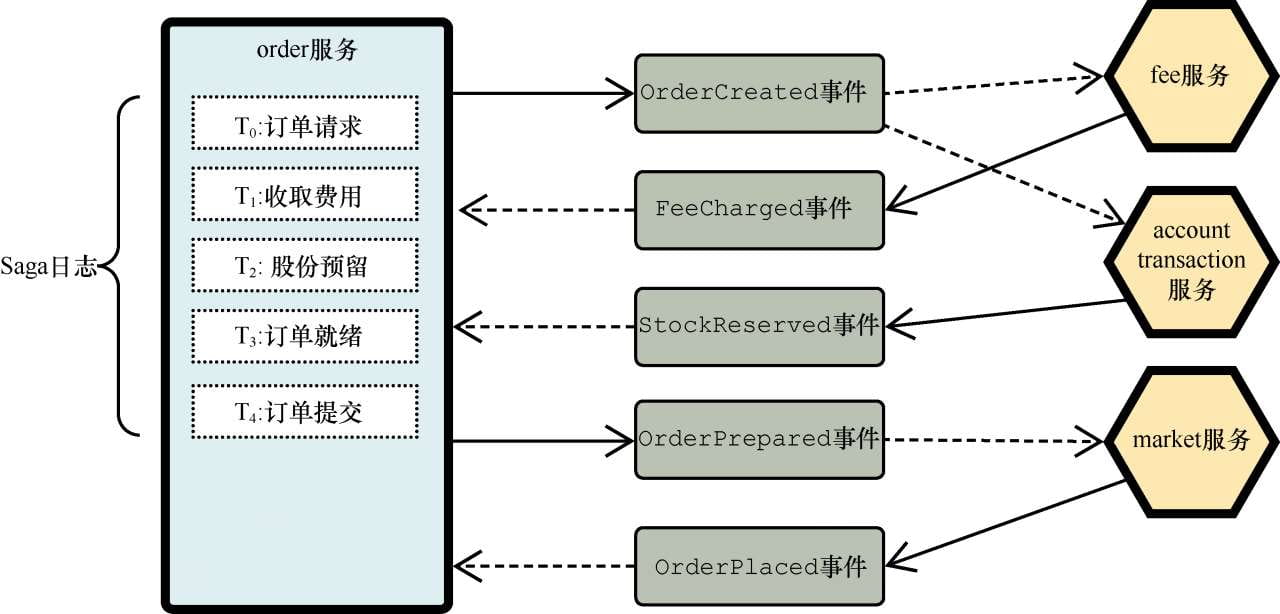 order服务
Saga日志
T₀:订单请求
T₁:收取费用
T₂: 股份预留
T₃:订单就绪
T₄:订单提交
OrderCreated事件
FeeCharged事件
StockReserved事件
OrderPrepared事件
OrderPlaced事件
fee服务
account
transaction
服务
market服务